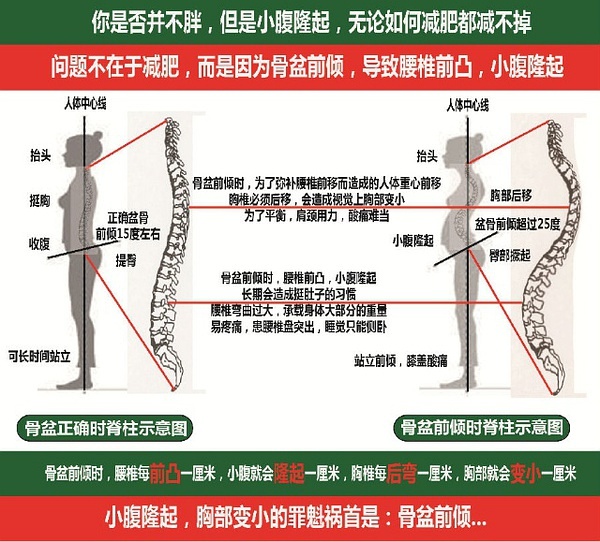 你是否并不胖，但是小腹隆起，无论如何减肥都减不掉
问题不在于减肥，而是因为骨盆前倾，导致腰椎前凸，小腹隆起
人体中心线
抬头
挺胸
正确盆骨
前倾15度左右
收腹
提臀
可长时间站立
骨盆前倾时，为了弥补腰椎前移而造成的人体重心前移
胸椎必须后移，会造成视觉上胸部变小
为了平衡，肩颈用力，酸痛难当
骨盆前倾时，腰椎前凸，小腹隆起
长期会造成挺肚子的习惯
腰椎弯曲过大，承载身体大部分的重量
易疼痛，患腰椎盘突出，睡觉只能侧卧
人体中心线
抬头
胸部后移
盆骨前倾超过25度
小腹隆起
臀部撅起
站立前倾，膝盖酸痛
骨盆正确时脊柱示意图
骨盆前倾时脊柱示意图
骨盆前倾时，腰椎每前凸一厘米，小腹就会隆起一厘米，胸椎每后弯一厘米，胸部就会变小一厘米
小腹隆起，胸部变小的罪魁祸首是：骨盆前倾...